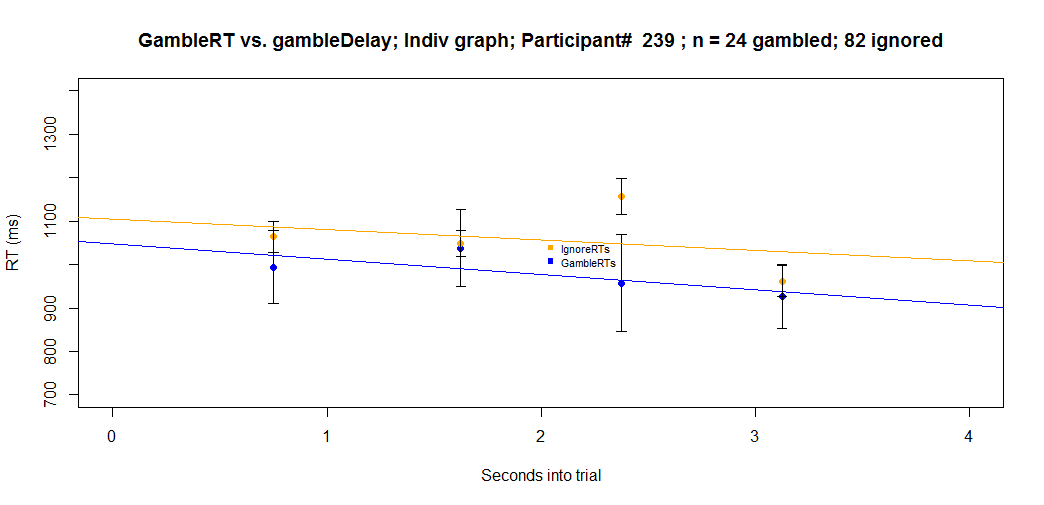 GambleRT vs. gambleDelay; Indiv graph; Participant# 239 ; n = 24 gambled; 82 ignored
RT (ms)
1300
1100
900
800
700
IgnoreRTs
GambleRTs
0 1 2 3 4
Seconds into trial